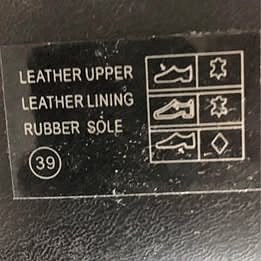 LEATHER UPPER
LEATHER LINING
RUBBER SOLE
39